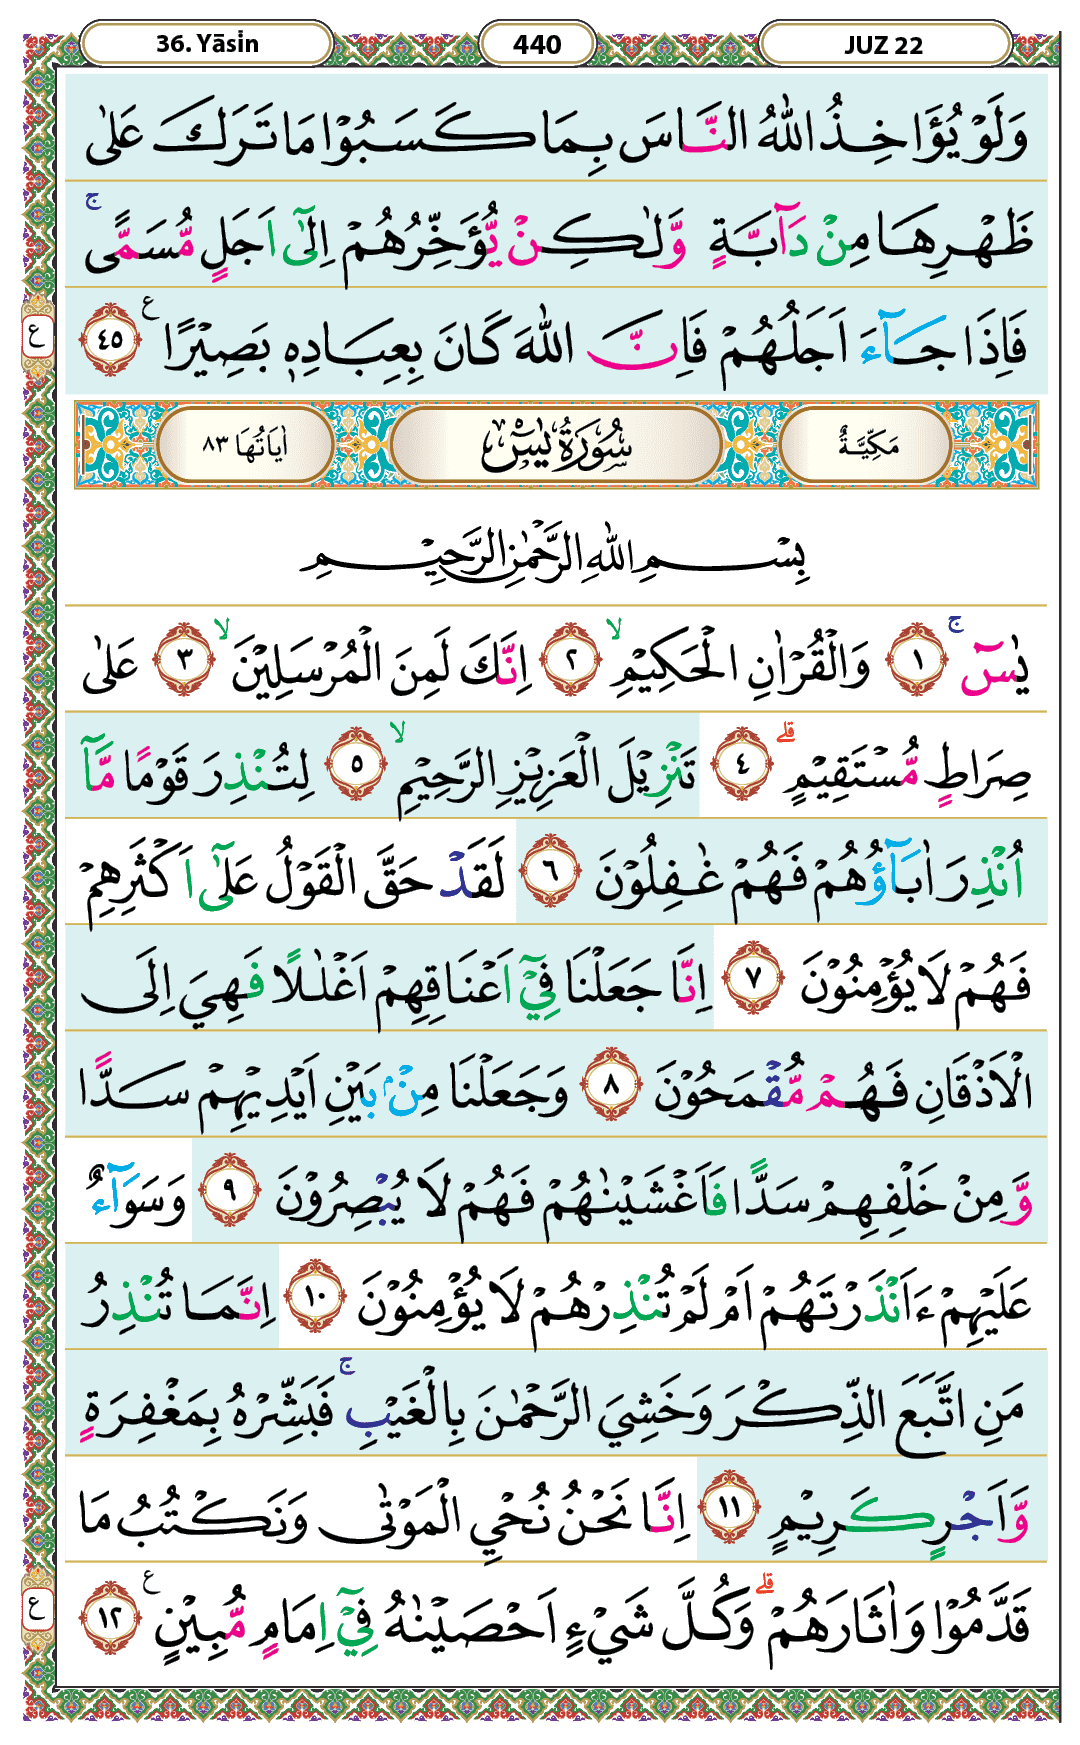 36. Yāsīn
440
JUZ 22
وَلَوْ يُؤَاخِذُ اللّٰهُ النَّاسَ بِمَا كَسَبُوْا مَا تَرَكَ عَلٰى
ظَهْرِهَا مِنْ دَآبَّةٍ وَّلٰكِنْ يُّؤَخِّرُهُمْ اِلٰٓى اَجَلٍ مُّسَمًّىۚ
فَاِذَا جَآءَ اَجَلُهُمْ فَاِنَّ اللّٰهَ كَانَ بِعِبَادِهٖ بَصِيْرًا ࣖ ٤٥
ع
مَكِّيَّةٌ
سُوْرَةُ يٰسٓ
اٰيَاتُهَا ٨٣
بِسْمِ اللّٰهِ الرَّحْمٰنِ الرَّحِيْمِ
يٰسٓۚ ١ وَالْقُرْاٰنِ الْحَكِيْمِۙ ٢ اِنَّكَ لَمِنَ الْمُرْسَلِيْنَۙ ٣ عَلٰى
صِرَاطٍ مُّسْتَقِيْمٍۗ ٤ تَنْزِيْلَ الْعَزِيْزِ الرَّحِيْمِۙ ٥ لِتُنْذِرَ قَوْمًا مَّآ
اُنْذِرَ اٰبَآؤُهُمْ فَهُمْ غٰفِلُوْنَ ٦ لَقَدْ حَقَّ الْقَوْلُ عَلٰٓى اَكْثَرِهِمْ
فَهُمْ لَا يُؤْمِنُوْنَ ٧ اِنَّا جَعَلْنَا فِيْٓ اَعْنَاقِهِمْ اَغْلٰلًا فَهِيَ اِلَى
الْاَذْقَانِ فَهُمْ مُّقْمَحُوْنَ ٨ وَجَعَلْنَا مِنْۢ بَيْنِ اَيْدِيْهِمْ سَدًّا
وَّمِنْ خَلْفِهِمْ سَدًّا فَاَغْشَيْنٰهُمْ فَهُمْ لَا يُبْصِرُوْنَ ٩ وَسَوَآءٌ
عَلَيْهِمْ ءَاَنْذَرْتَهُمْ اَمْ لَمْ تُنْذِرْهُمْ لَا يُؤْمِنُوْنَ ١٠ اِنَّمَا تُنْذِرُ
مَنِ اتَّبَعَ الذِّكْرَ وَخَشِيَ الرَّحْمٰنَ بِالْغَيْبِۚ فَبَشِّرْهُ بِمَغْفِرَةٍ
وَّاَجْرٍ كَرِيْمٍ ١١ اِنَّا نَحْنُ نُحْيِ الْمَوْتٰى وَنَكْتُبُ مَا
قَدَّمُوْا وَاٰثَارَهُمْۗ وَكُلَّ شَيْءٍ اَحْصَيْنٰهُ فِيْٓ اِمَامٍ مُّبِيْنٍ ࣖ ١٢
ع